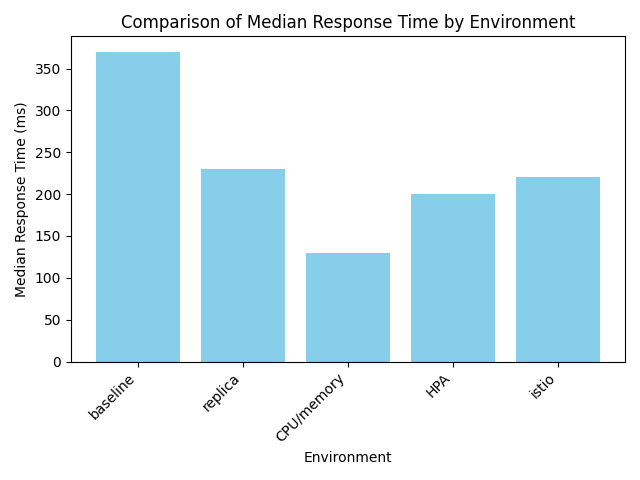 Comparison of Median Response Time by Environment
Median Response Time (ms)
350
300
250
200
150
100
50
0
baseline
replica
CPU/memory
HPA
istio
Environment